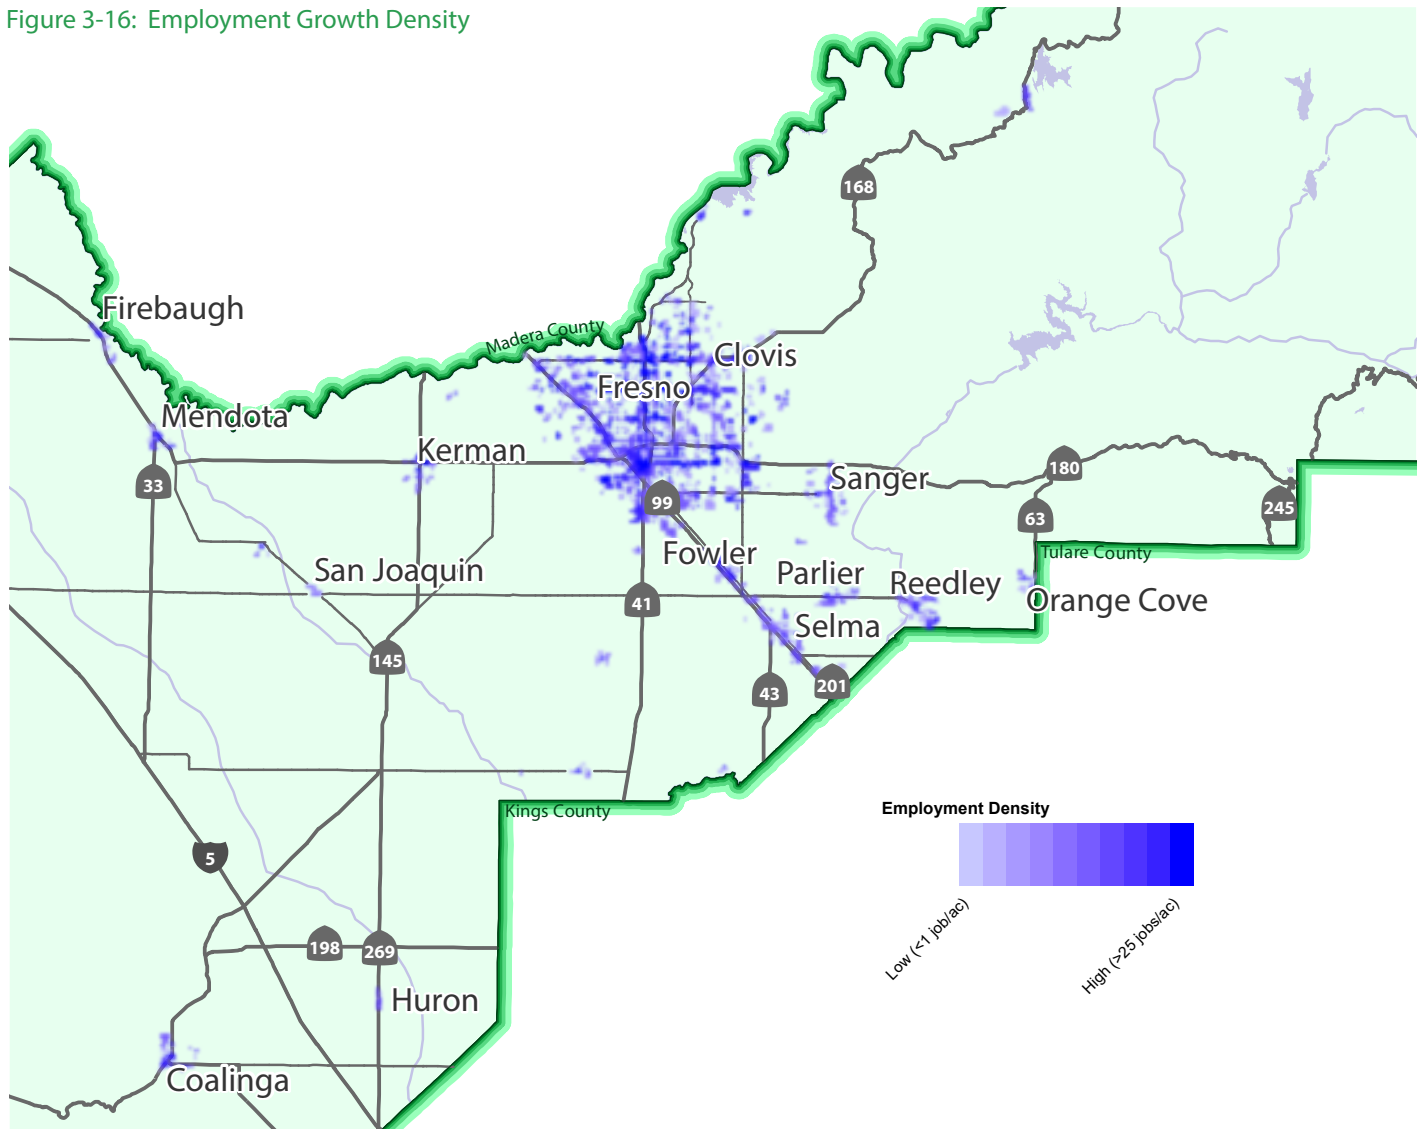 Figure 3-16: Employment Growth Density
168
Firebaugh
Madera County
Clovis
Fresno
Mendota
Kerman
Sanger
180
33
99
63
245
Fowler
Tulare County
San Joaquin
Parlier
Reedley
Orange Cove
41
Selma
145
43
201
Kings County
Employment Density
5
Low (<1 job/ac)
High (>25 jobs/ac)
198
269
Huron
Coalinga